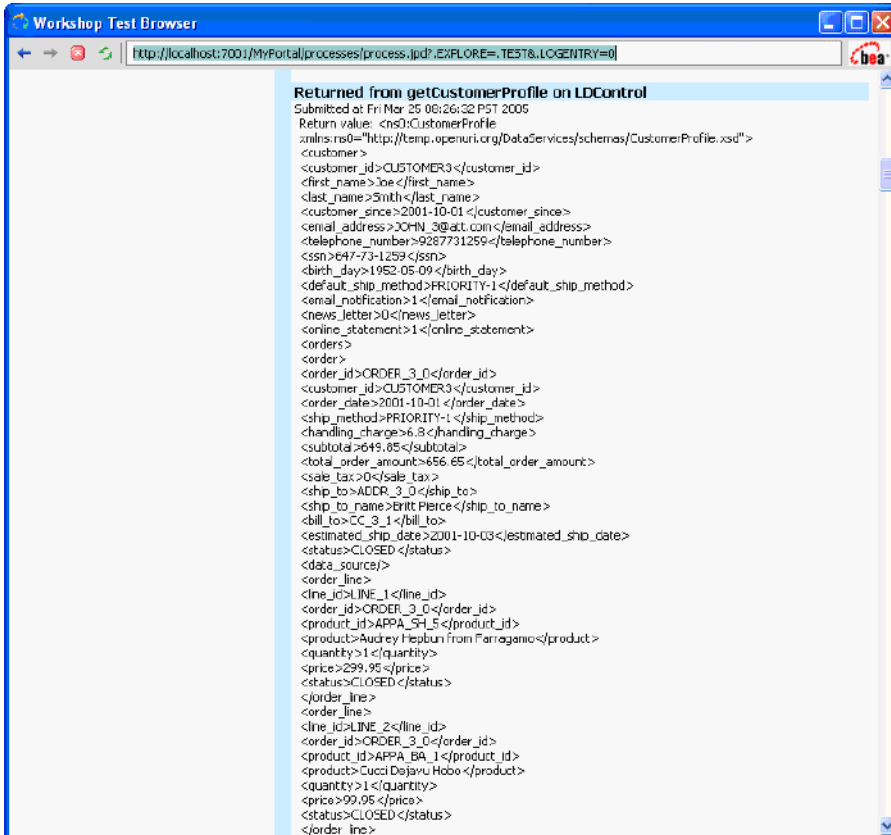 Workshop Test Browser
http://localhost:7001/MyPortal/processes/process.jpd?.EXPLORE=.TEST&.LOGENTRY=0
bea
Returned from getCustomerProfile on LDControl
Submitted at Fri Mar 25 08:26:32 PST 2005
Return value: <ns0:CustomerProfile
xmlns:ns0="http://temp.openuri.org/DataServices/schemas/CustomerProfile.xsd">
<customer>
<customer_id>CUSTOMER3</customer_id>
<first_name>Joe</first_name>
<last_name>Smith</last_name>
<customer_since>2001-10-01</customer_since>
<email_address>JOHN_3@att.com</email_address>
<telephone_number>9287731259</telephone_number>
<ssn>647-73-1259</ssn>
<birth_day>1952-05-09</birth_day>
<default_ship_method>PRIORITY-1</default_ship_method>
<email_notification>1</email_notification>
<news_letter>0</news_letter>
<online_statement>1</online_statement>
<orders>
<order>
<order_id>ORDER_3_0</order_id>
<customer_id>CUSTOMER3</customer_id>
<order_date>2001-10-01</order_date>
<ship_method>PRIORITY-1</ship_method>
<handling_charge>6.8</handling_charge>
<subtotal>649.85</subtotal>
<total_order_amount>656.65</total_order_amount>
<sale_tax>0</sale_tax>
<ship_to>ADDR_3_0</ship_to>
<ship_to_name>Britt Pierce</ship_to_name>
<bill_to>CC_3_1</bill_to>
<estimated_ship_date>2001-10-03</estimated_ship_date>
<status>CLOSED</status>
<data_source/>
<order_line>
<line_id>LINE_1</line_id>
<order_id>ORDER_3_0</order_id>
<product_id>APPA_SH_5</product_id>
<product>Audrey Hepbun from Farragamo</product>
<quantity>1</quantity>
<price>299.95</price>
<status>CLOSED</status>
</order_line>
<order_line>
<line_id>LINE_2</line_id>
<order_id>ORDER_3_0</order_id>
<product_id>APPA_BA_1</product_id>
<product>Gucci Dejavu Hobo</product>
<quantity>1</quantity>
<price>99.95</price>
<status>CLOSED</status>
</order_line>